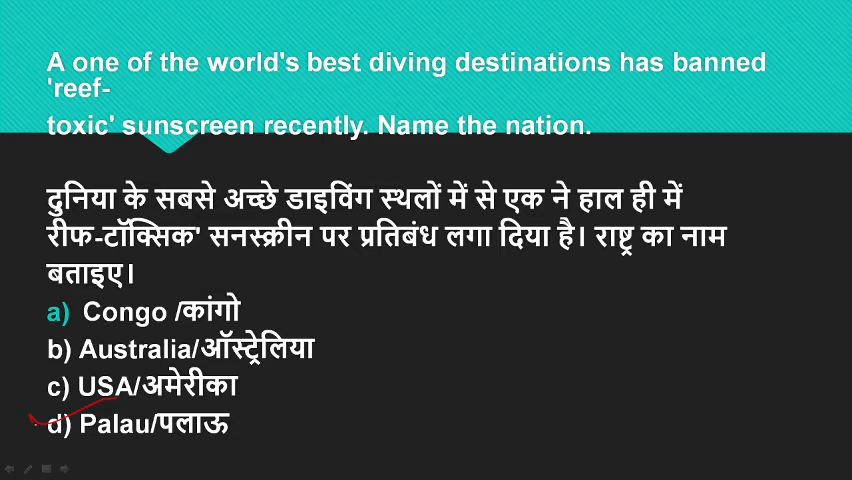 A one of the world's best diving destinations has banned
'reef-
toxic' sunscreen recently. Name the nation.
दुनिया के सबसे अच्छे डाइविंग स्थलों में से एक ने हाल ही में
रीफ-टॉक्सिक' सनस्क्रीन पर प्रतिबंध लगा दिया है। राष्ट्र का नाम
बताइए।
a) Congo /कांगो
b) Australia/ऑस्ट्रेलिया
c) USA/अमेरीका
d) Palau/पलाऊ